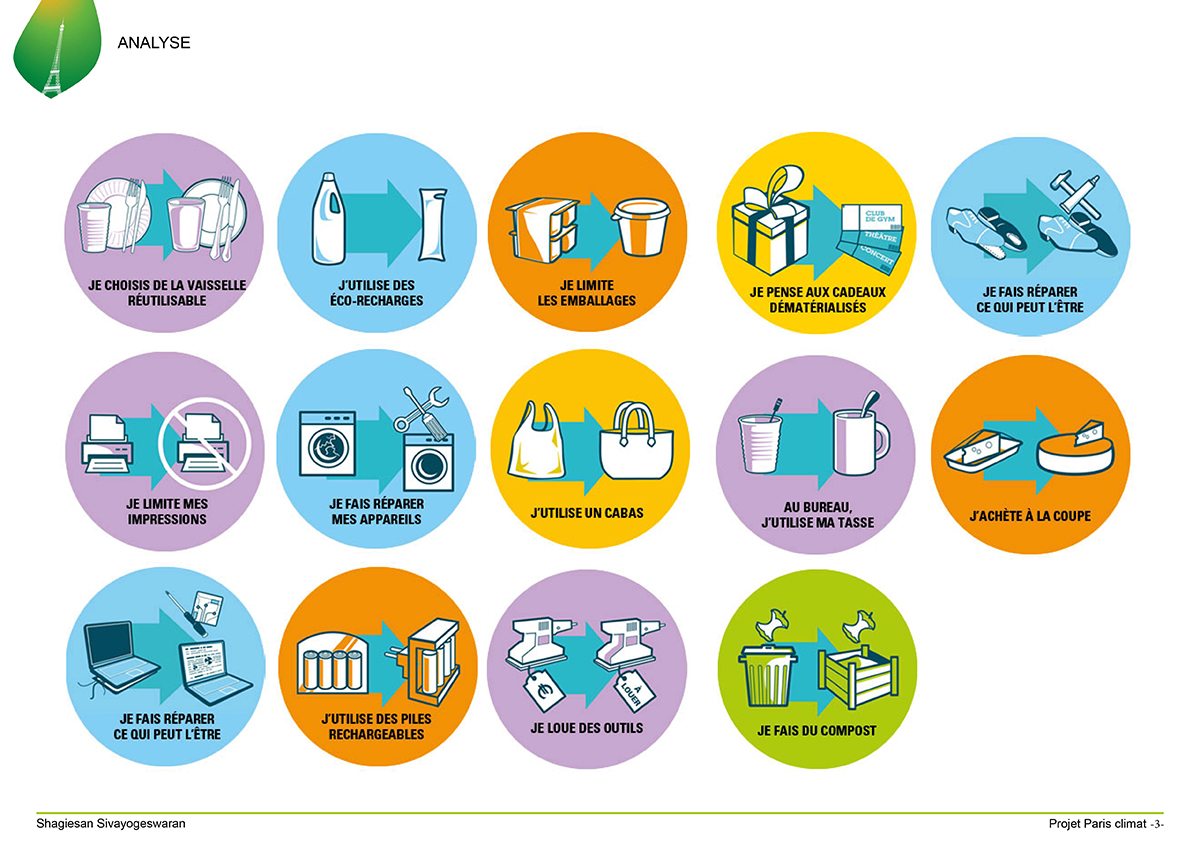 ANALYSE
JE CHOISIS DE LA VAISSELLE
RÉUTILISABLE
J'UTILISE DES
ÉCO-RECHARGES
JE LIMITE
LES EMBALLAGES
CLUB
DE GYM
THÉÂTRE
CONCERT
JE PENSE AUX CADEAUX
DÉMATÉRIALISÉS
JE FAIS RÉPARER
CE QUI PEUT L'ÊTRE
JE LIMITE MES
IMPRESSIONS
JE FAIS RÉPARER
MES APPAREILS
J'UTILISE UN CABAS
AU BUREAU,
J'UTILISE MA TASSE
J'ACHÈTE À LA COUPE
JE FAIS RÉPARER
CE QUI PEUT L'ÊTRE
J'UTILISE DES PILES
RECHARGEABLES
€
À
LOUER
JE LOUE DES OUTILS
JE FAIS DU COMPOST
Shagiesan Sivayogeswaran
Projet Paris climat -3-